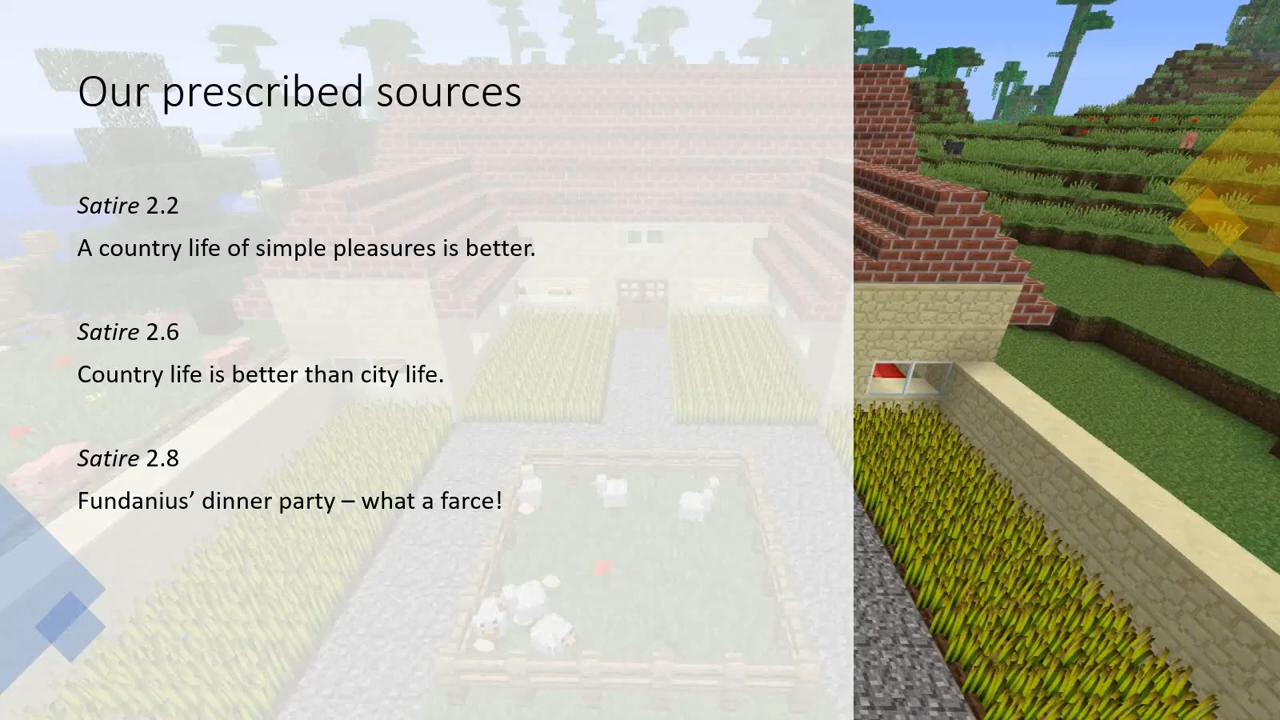 Our prescribed sources
Satire 2.2
A country life of simple pleasures is better.
Satire 2.6
Country life is better than city life.
Satire 2.8
Fundanius’ dinner party – what a farce!